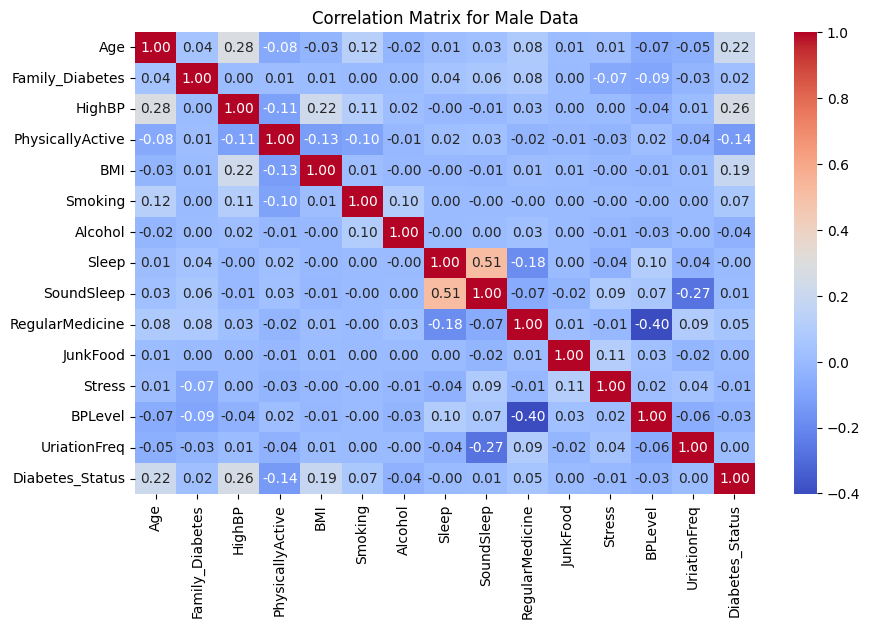 Correlation Matrix for Male Data
Age 1.00 0.04 0.28 -0.08 -0.03 0.12 -0.02 0.01 0.03 0.08 0.01 0.01 -0.07 -0.05 0.22
Family_Diabetes 0.04 1.00 0.00 0.01 0.01 0.00 0.00 0.04 0.06 0.08 0.00 -0.07 -0.09 -0.03 0.02
HighBP 0.28 0.00 1.00 -0.11 0.22 0.11 0.02 -0.00 -0.01 0.03 0.00 0.00 -0.04 0.01 0.26
PhysicallyActive -0.08 0.01 -0.11 1.00 -0.13 -0.10 -0.01 0.02 0.03 -0.02 -0.01 -0.03 0.02 -0.04 -0.14
BMI -0.03 0.01 0.22 -0.13 1.00 0.01 -0.00 -0.00 -0.01 0.01 0.01 -0.00 -0.01 0.01 0.19
Smoking 0.12 0.00 0.11 -0.10 0.01 1.00 0.10 0.00 -0.00 -0.00 0.00 -0.00 -0.00 0.00 0.07
Alcohol -0.02 0.00 0.02 -0.01 -0.00 0.10 1.00 -0.00 0.00 0.03 0.00 -0.01 -0.03 -0.00 -0.04
Sleep 0.01 0.04 -0.00 0.02 -0.00 0.00 -0.00 1.00 0.51 -0.18 0.00 -0.04 0.10 -0.04 -0.00
SoundSleep 0.03 0.06 -0.01 0.03 -0.01 -0.00 0.00 0.51 1.00 -0.07 -0.02 0.09 0.07 -0.27 0.01
RegularMedicine 0.08 0.08 0.03 -0.02 0.01 -0.00 0.03 -0.18 -0.07 1.00 0.01 -0.01 -0.40 0.09 0.05
JunkFood 0.01 0.00 0.00 -0.01 0.01 0.00 0.00 0.00 -0.02 0.01 1.00 0.11 0.03 -0.02 0.00
Stress 0.01 -0.07 0.00 -0.03 -0.00 -0.00 -0.01 -0.04 0.09 -0.01 0.11 1.00 0.02 0.04 -0.01
BPLevel -0.07 -0.09 -0.04 0.02 -0.01 -0.00 -0.03 0.10 0.07 -0.40 0.03 0.02 1.00 -0.06 -0.03
UriationFreq -0.05 -0.03 0.01 -0.04 0.01 0.00 -0.00 -0.04 -0.27 0.09 -0.02 0.04 -0.06 1.00 0.00
Diabetes_Status 0.22 0.02 0.26 -0.14 0.19 0.07 -0.04 -0.00 0.01 0.05 0.00 -0.01 -0.03 0.00 1.00
Age
Family_Diabetes
HighBP
PhysicallyActive
BMI
Smoking
Alcohol
Sleep
SoundSleep
RegularMedicine
JunkFood
Stress
BPLevel
UriationFreq
Diabetes_Status
1.0
0.8
0.6
0.4
0.2
0.0
−0.2
−0.4